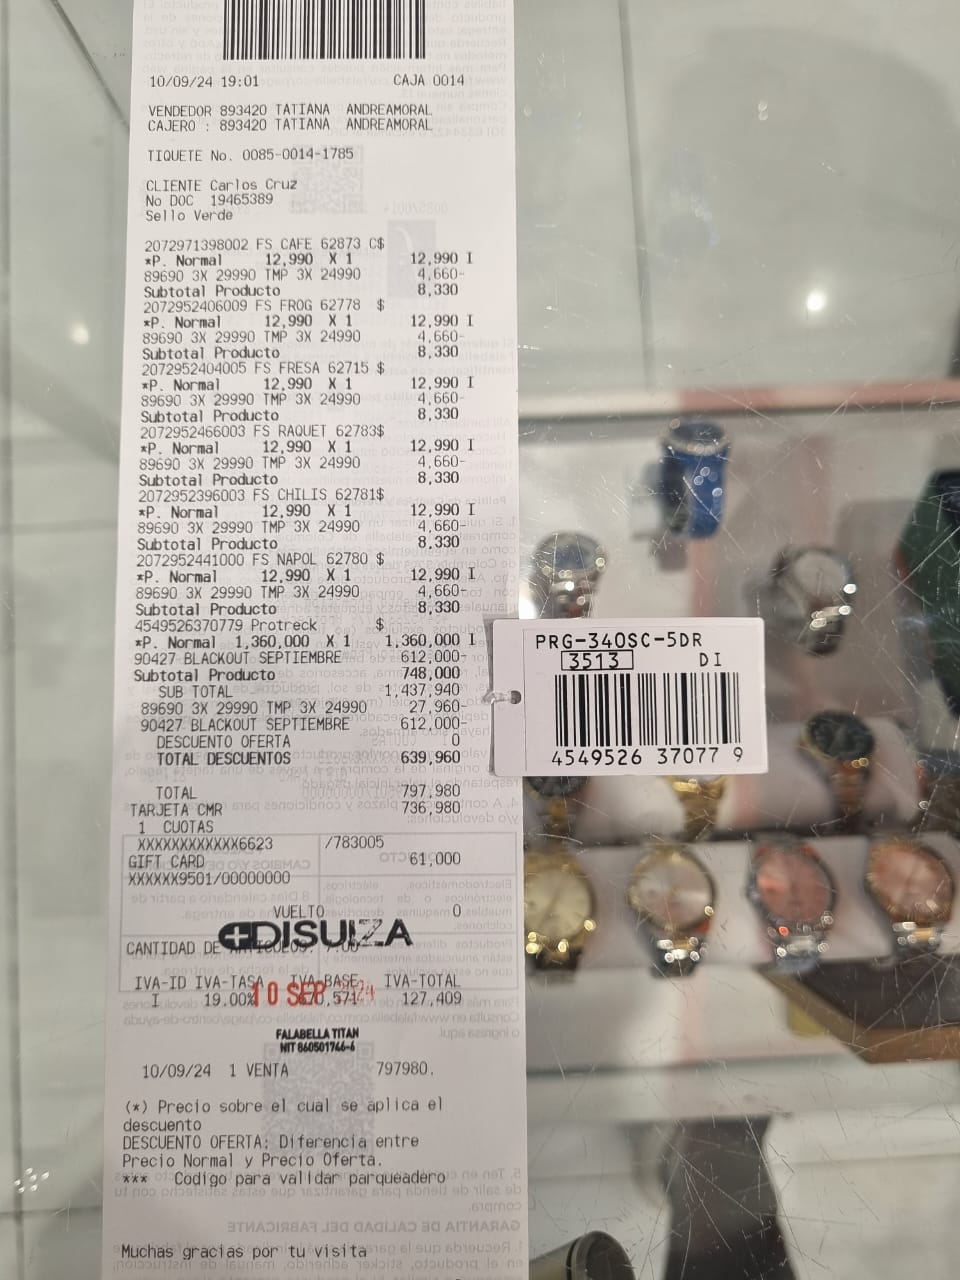 10/09/24 19:01 CAJA 0014
VENDEDOR 893420 TATIANA ANDREAMORAL
CAJERO : 893420 TATIANA ANDREAMORAL
TIQUETE No. 0085-0014-1785
CLIENTE Carlos Cruz
No DOC 19465389
Sello Verde
2072971398002 FS CAFE 62873 C$
*P. Normal 12,990 X 1 12,990 I
89690 3X 29990 TMP 3X 24990 4,660-
Subtotal Producto 8,330
2072952406009 FS FROG 62778 $
*P. Normal 12,990 X 1 12,990 I
89690 3X 29990 TMP 3X 24990 4,660-
Subtotal Producto 8,330
2072952404005 FS FRESA 62715 $
*P. Normal 12,990 X 1 12,990 I
89690 3X 29990 TMP 3X 24990 4,660-
Subtotal Producto 8,330
2072952466003 FS RAQUET 62783$
*P. Normal 12,990 X 1 12,990 I
89690 3X 29990 TMP 3X 24990 4,660-
Subtotal Producto 8,330
2072952396003 FS CHILIS 62781$
*P. Normal 12,990 X 1 12,990 I
89690 3X 29990 TMP 3X 24990 4,660-
Subtotal Producto 8,330
2072952441000 FS NAPOL 62780 $
*P. Normal 12,990 X 1 12,990 I
89690 3X 29990 TMP 3X 24990 4,660-
Subtotal Producto 8,330
4549526370779 Protreck $
*P. Normal 1,360,000 X 1 1,360,000 I
90427 BLACKOUT SEPTIEMBRE 612,000-
Subtotal Producto 748,000
SUB TOTAL 1,437,940
89690 3X 29990 TMP 3X 24990 27,960-
90427 BLACKOUT SEPTIEMBRE 612,000-
DESCUENTO OFERTA 0
TOTAL DESCUENTOS 639,960
TOTAL 797,980
TARJETA CMR 736,980
1 CUOTAS
XXXXXXXXXXXX6623 /783005
GIFT CARD 61,000
XXXXXX9501/00000000
VUELTO 0
DISUIZA
CANTIDAD DE
IVA-ID IVA-TASA IVA-BASE IVA-TOTAL
I 19.00% 127,409
10 SEP
FALABELLA TITAN
NIT 860501766-6
10/09/24 1 VENTA 797980.
(*) Precio sobre el cual se aplica el
descuento
DESCUENTO OFERTA: Diferencia entre
Precio Normal y Precio Oferta.
*** Codigo para validar parqueadero
Muchas gracias por tu visita
PRG-340SC-5DR
3513 DI
4549526 37077 9